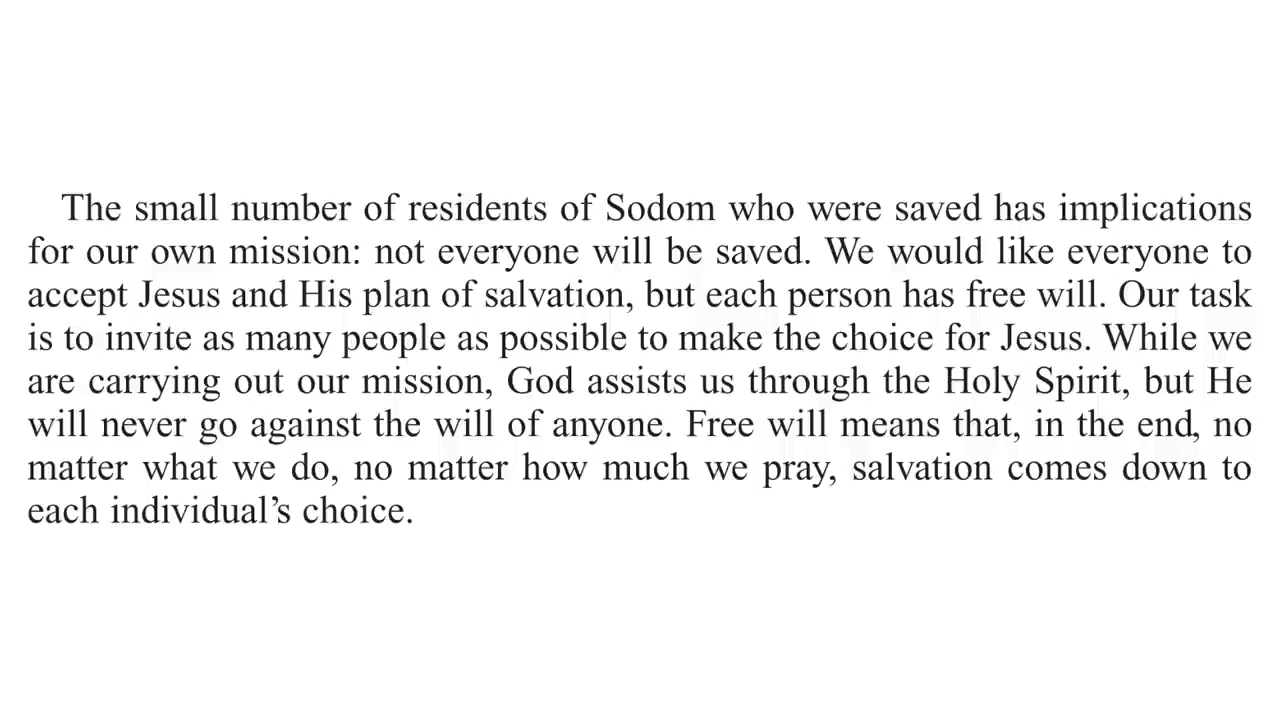 The small number of residents of Sodom who were saved has implications
for our own mission: not everyone will be saved. We would like everyone to
accept Jesus and His plan of salvation, but each person has free will. Our task
is to invite as many people as possible to make the choice for Jesus. While we
are carrying out our mission, God assists us through the Holy Spirit, but He
will never go against the will of anyone. Free will means that, in the end, no
matter what we do, no matter how much we pray, salvation comes down to
each individual’s choice.